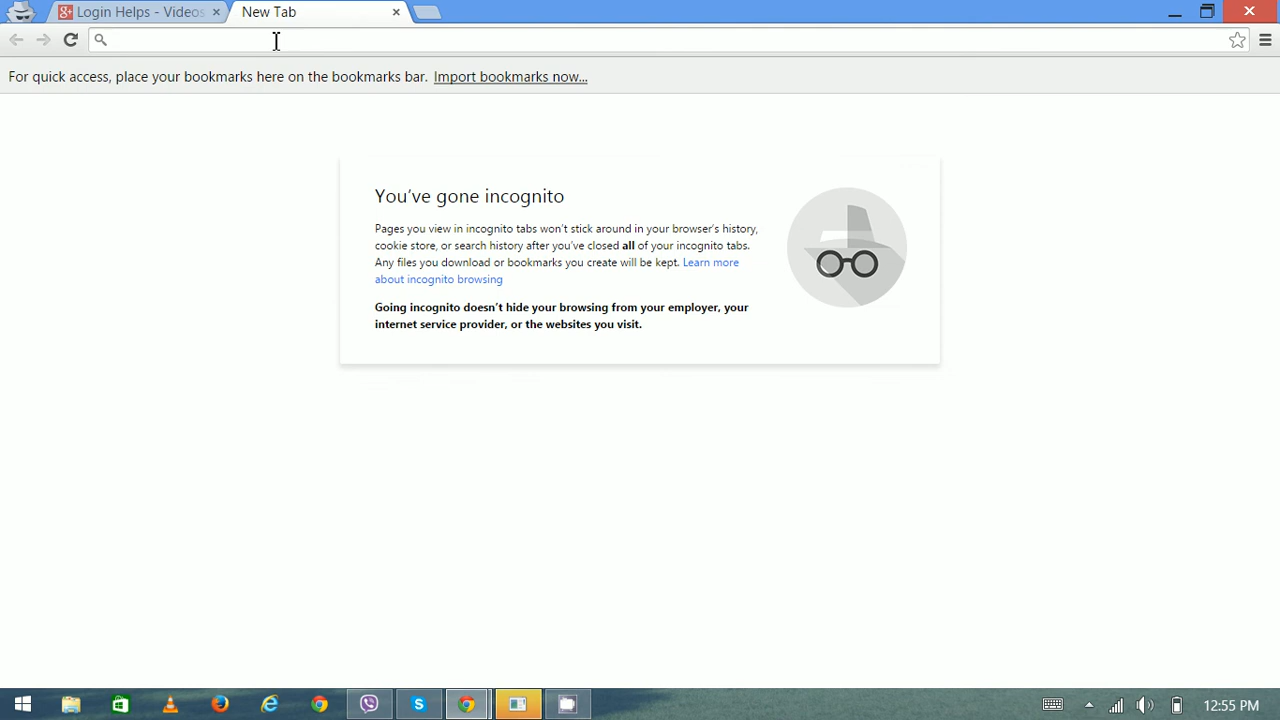 Login Helps - Videos
New Tab
For quick access, place your bookmarks here on the bookmarks bar. Import bookmarks now...
You've gone incognito
Pages you view in incognito tabs won't stick around in your browser's history,
cookie store, or search history after you've closed all of your incognito tabs.
Any files you download or bookmarks you create will be kept. Learn more
about incognito browsing
Going incognito doesn't hide your browsing from your employer, your
internet service provider, or the websites you visit.
12:55 PM